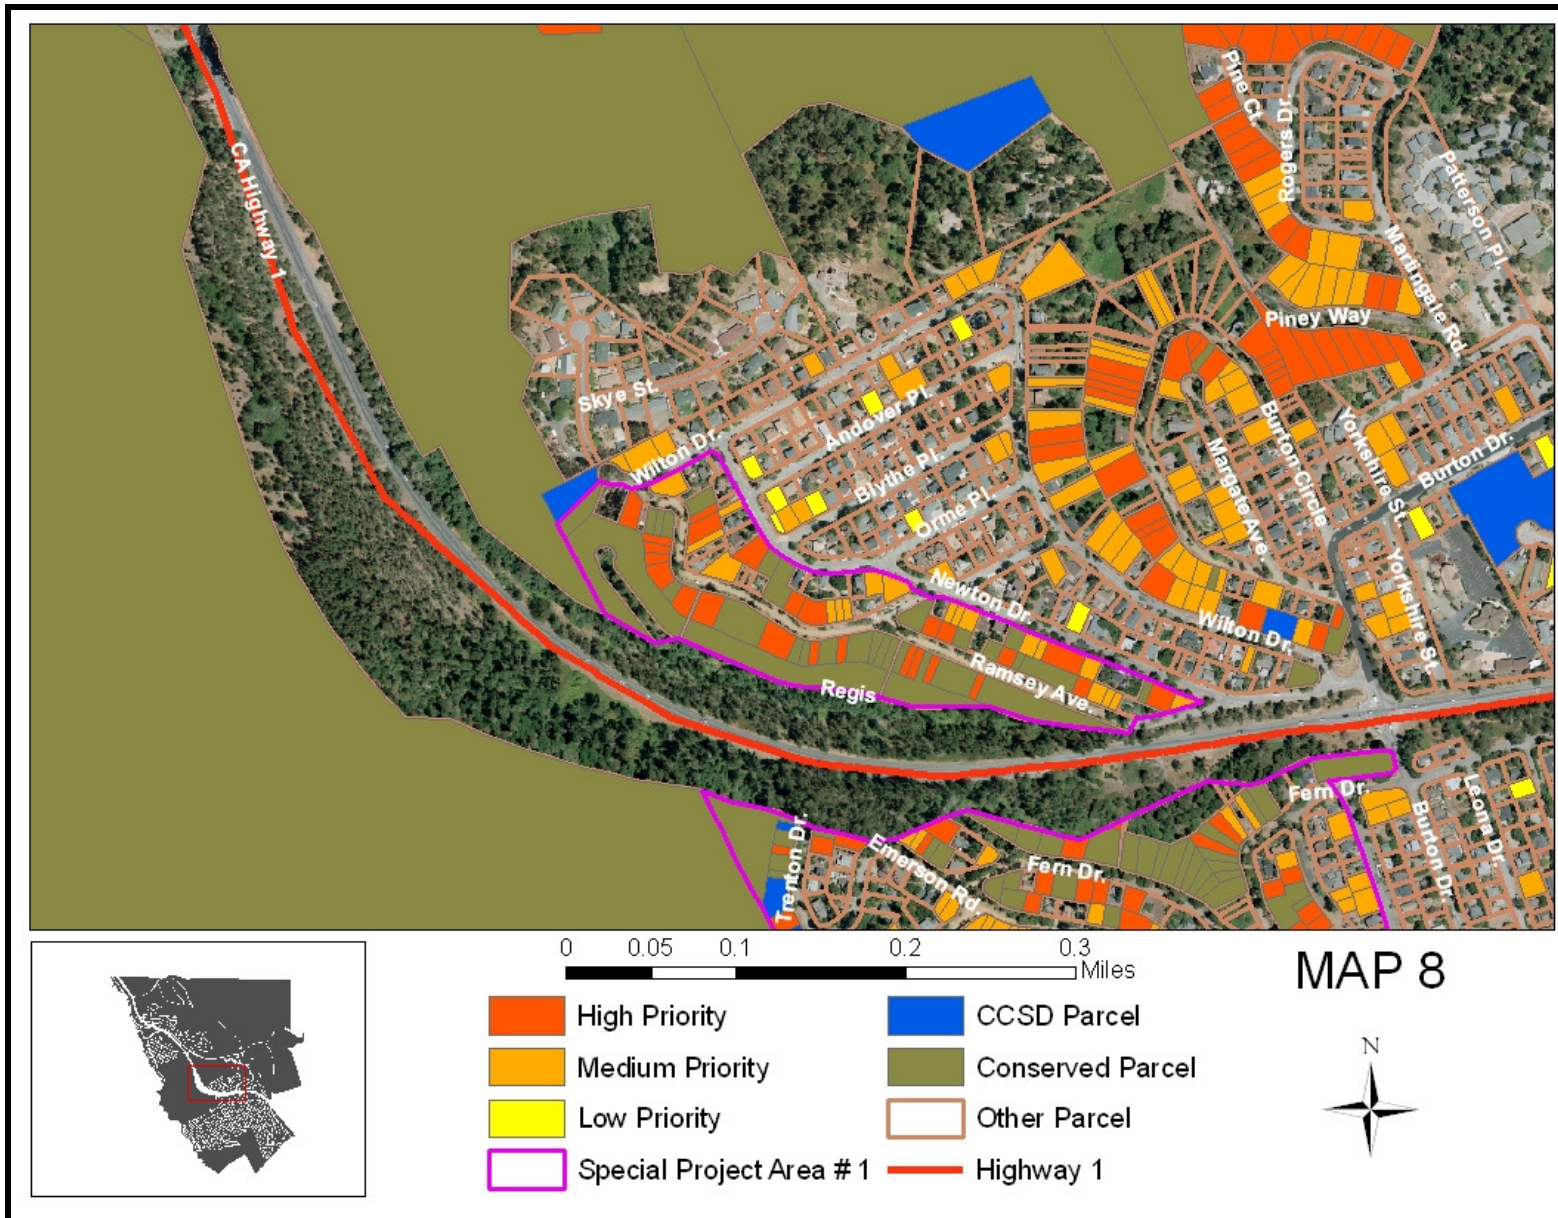 CA Highway 1
Pine Ct.
Rogers Dr.
Patterson Pl.
Martingale Rd.
Piney Way
Skye St.
Wilton Dr.
Andover Pl.
Blythe Pl.
Orme Pl.
Burton Circle
Margate Ave.
Yorkshire St.
Burton Dr.
Yorkshire St.
Newton Dr.
Wilton Dr.
Ramsey Ave.
Regis
Fern Dr.
Leona Dr.
Burton Dr.
Trenton Dr.
Emerson Rd.
Fern Dr.
0 0.05 0.1 0.2 0.3
Miles
MAP 8
High Priority
Medium Priority
Low Priority
Special Project Area # 1
CCSD Parcel
Conserved Parcel
Other Parcel
Highway 1
N